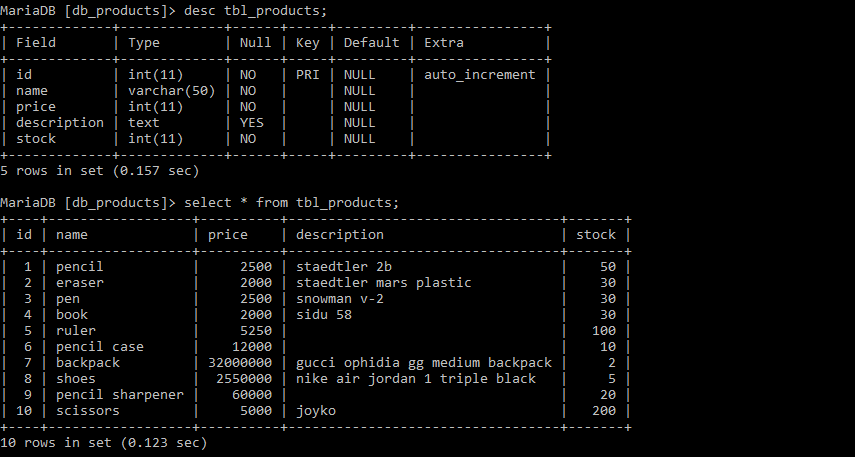 MariaDB [db_products]> desc tbl_products;
+-------------+-------------+------+-----+---------+----------------+
| Field       | Type        | Null | Key | Default | Extra          |
+-------------+-------------+------+-----+---------+----------------+
| id          | int(11)     | NO   | PRI | NULL    | auto_increment |
| name        | varchar(50) | NO   |     | NULL    |                |
| price       | int(11)     | NO   |     | NULL    |                |
| description | text        | YES  |     | NULL    |                |
| stock       | int(11)     | NO   |     | NULL    |                |
+-------------+-------------+------+-----+---------+----------------+
5 rows in set (0.157 sec)

MariaDB [db_products]> select * from tbl_products;
+----+------------------+----------+--------------------------------+-------+
| id | name             | price    | description                    | stock |
+----+------------------+----------+--------------------------------+-------+
|  1 | pencil           |     2500 | staedtler 2b                   |    50 |
|  2 | eraser           |     2000 | staedtler mars plastic         |    30 |
|  3 | pen              |     2500 | snowman v-2                    |    30 |
|  4 | book             |     2000 | sidu 58                        |    30 |
|  5 | ruler            |     5250 |                                |   100 |
|  6 | pencil case      |    12000 |                                |    10 |
|  7 | backpack         | 32000000 | gucci ophidia gg medium backpack |     2 |
|  8 | shoes            |  2550000 | nike air jordan 1 triple black |     5 |
|  9 | pencil sharpener |    60000 |                                |    20 |
| 10 | scissors         |     5000 | joyko                          |   200 |
+----+------------------+----------+--------------------------------+-------+
10 rows in set (0.123 sec)